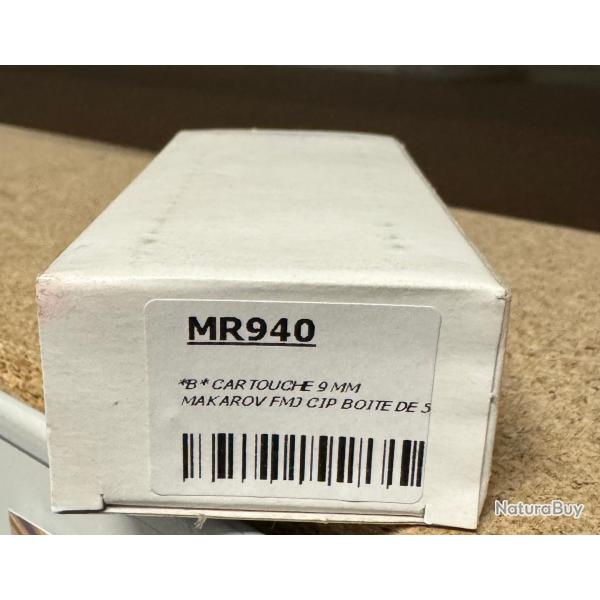 MR940
*B* CARTOUCHE 9 MM
MAKAROV FMJ CIP BOITE DE 5
NaturaBuy